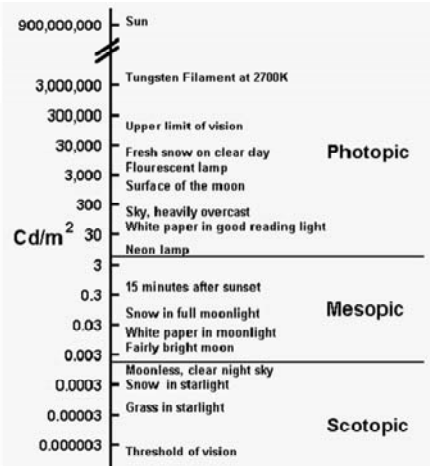 900,000,000 Sun
3,000,000 Tungsten Filament at 2700K
300,000
Upper limit of vision
30,000 Fresh snow on clear day
Photopic
Flourescent lamp
3,000
Surface of the moon
300
Sky, heavily overcast
White paper in good reading light
Cd/m² 30
Neon lamp
3
15 minutes after sunset
0.3
Mesopic
Snow in full moonlight
0.03
White paper in moonlight
Fairly bright moon
0.003
Moonless, clear night sky
0.0003 Snow in starlight
Grass in starlight
0.00003
Scotopic
0.000003
Threshold of vision